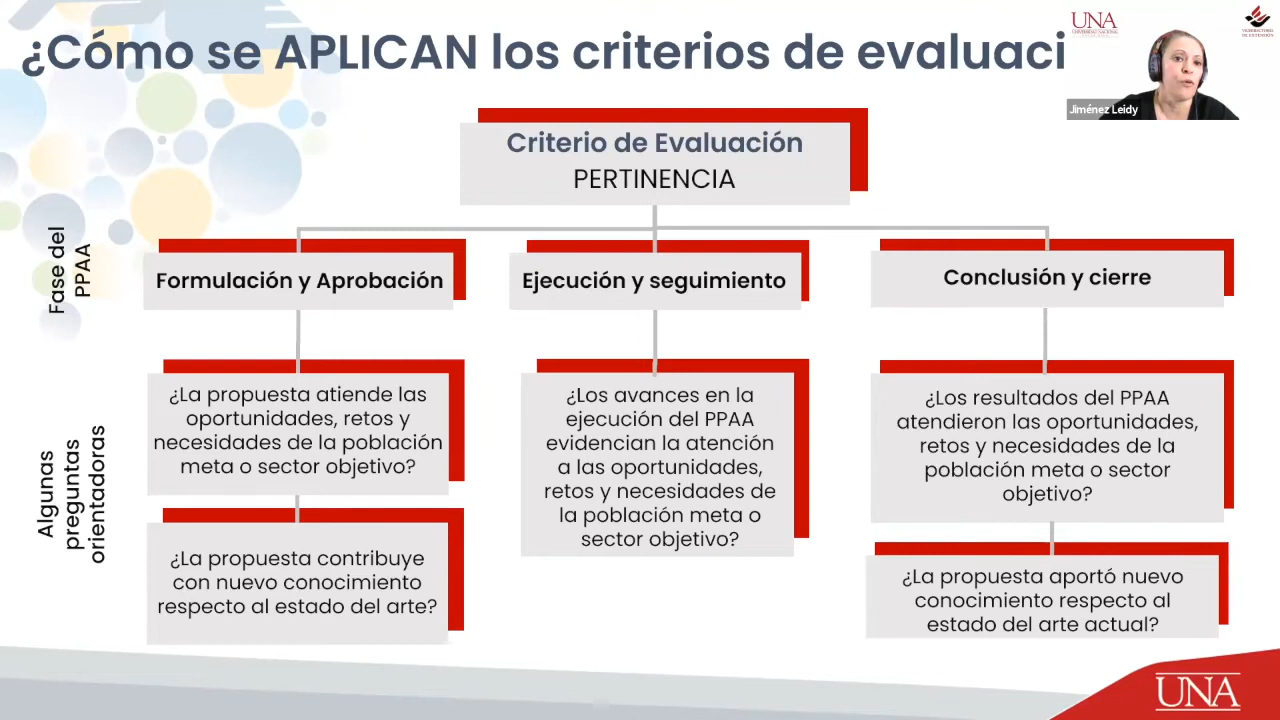 ¿Cómo se APLICAN los criterios de evaluaci
UNA
UNIVERSIDAD NACIONAL
VICERRECTORÍA
DE EXTENSIÓN
Jiménez Leidy
Criterio de Evaluación
PERTINENCIA
Fase del
PPAA
Formulación y Aprobación
Ejecución y seguimiento
Conclusión y cierre
Algunas
preguntas
orientadoras
¿La propuesta atiende las
oportunidades, retos y
necesidades de la población
meta o sector objetivo?
¿La propuesta contribuye
con nuevo conocimiento
respecto al estado del arte?
¿Los avances en la
ejecución del PPAA
evidencian la atención
a las oportunidades,
retos y necesidades de
la población meta o
sector objetivo?
¿Los resultados del PPAA
atendieron las oportunidades,
retos y necesidades de la
población meta o sector
objetivo?
¿La propuesta aportó nuevo
conocimiento respecto al
estado del arte actual?
UNA